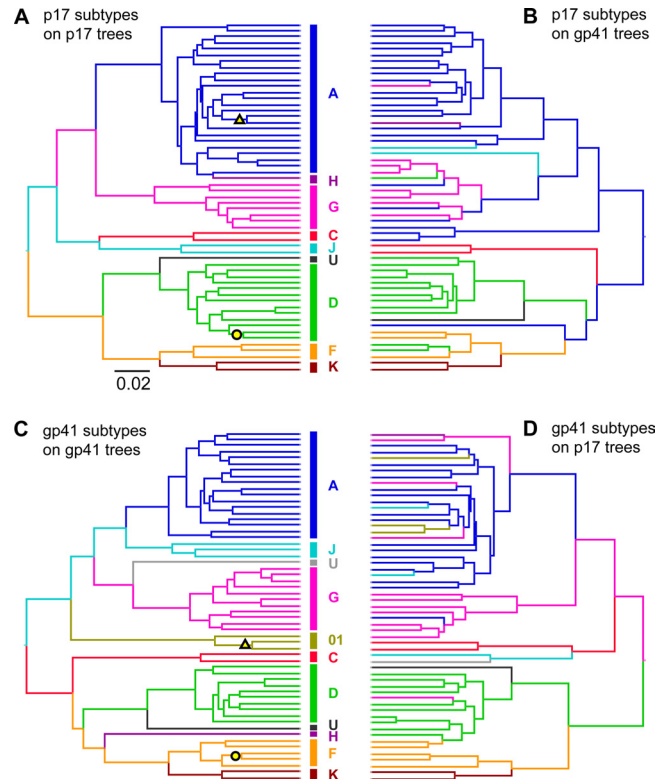 A p17 subtypes on p17 trees
p17 subtypes on gp41 trees B
A
H
G
C
J
U
D
F
K
0.02
C gp41 subtypes on gp41 trees
gp41 subtypes on p17 trees D
A
J
U
G
01
C
D
U
H
F
K